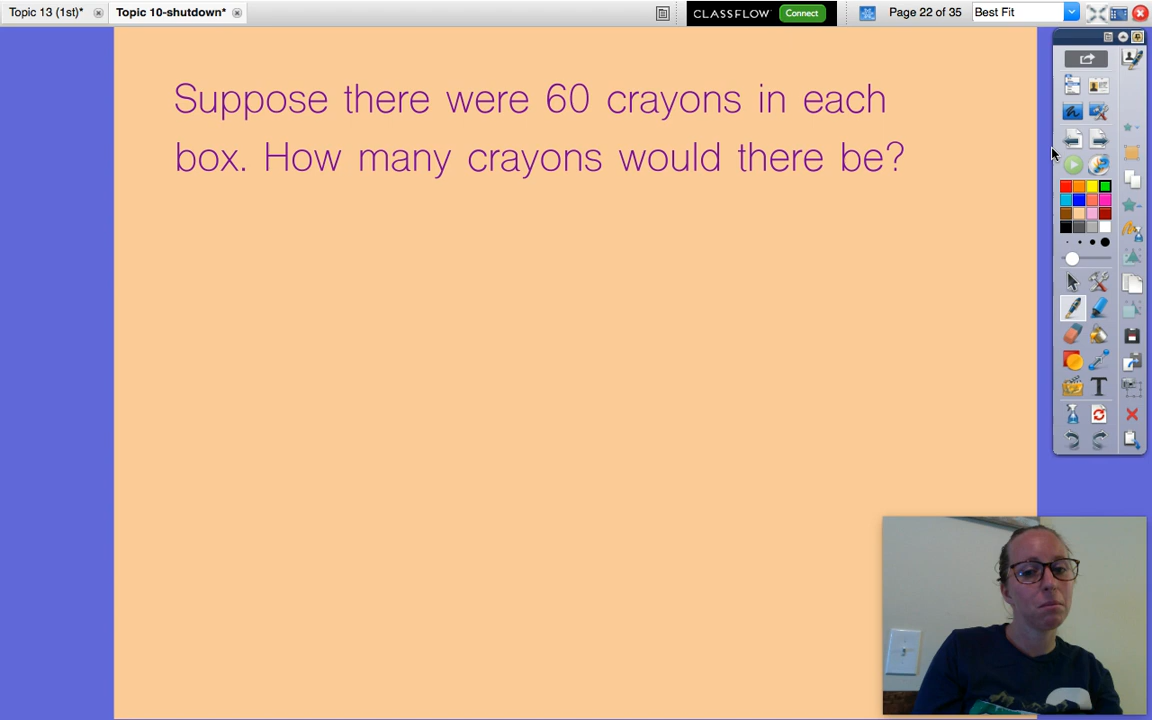 Topic 13 (1st)*
Topic 10-shutdown*
CLASSFLOW
Connect
Page 22 of 35
Best Fit
Suppose there were 60 crayons in each
box. How many crayons would there be?
T